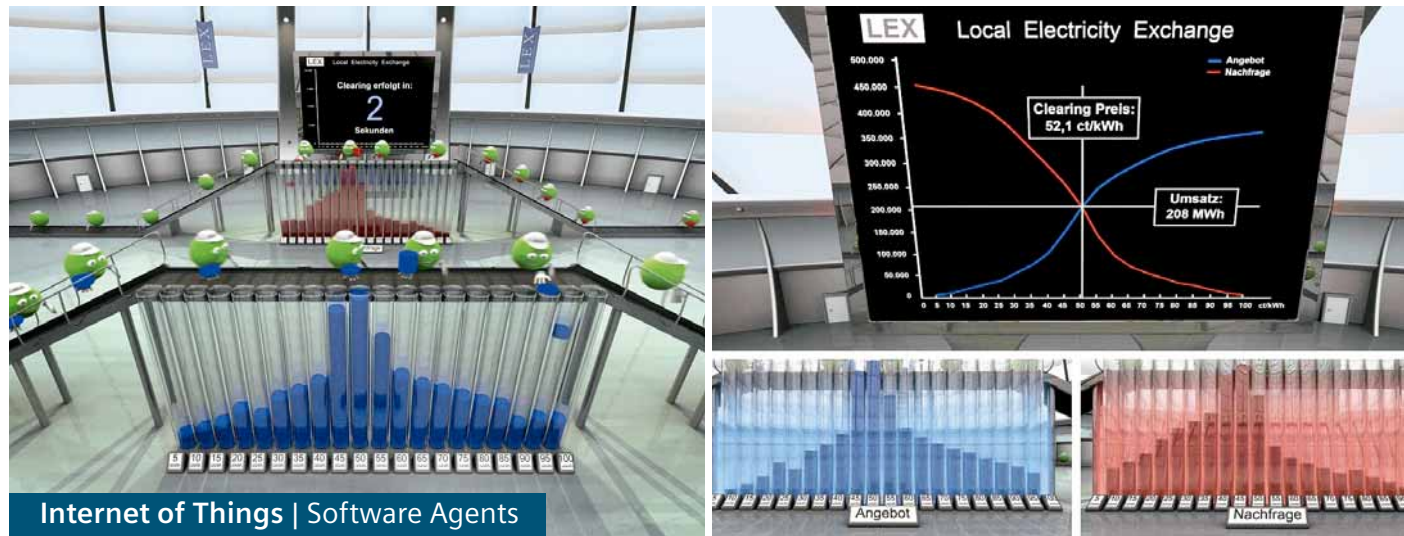 LEX
LEX
LEX Local Electricity Exchange
Clearing erfolgt in:
2
Sekunden
5 10 15 20 25 30 35 40 45 50 55 60 65 70 75 80 85 90 95 100
Internet of Things | Software Agents
LEX Local Electricity Exchange
Angebot
Nachfrage
500.000
450.000
400.000
350.000
300.000
250.000
200.000
150.000
100.000
50.000
0
Clearing Preis:
52,1 ct/kWh
Umsatz:
208 MWh
0 5 10 15 20 25 30 35 40 45 50 55 60 65 70 75 80 85 90 95 100 ct/kWh
Angebot
Nachfrage